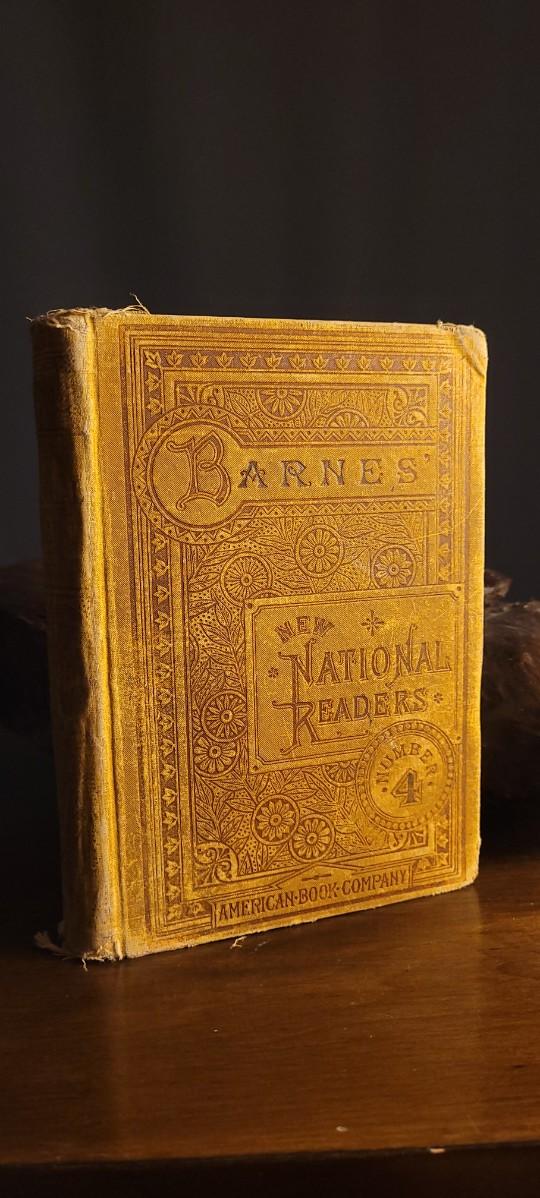 BARNES'
NEW
NATIONAL
READERS
NUMBER
4
AMERICAN·BOOK·COMPANY